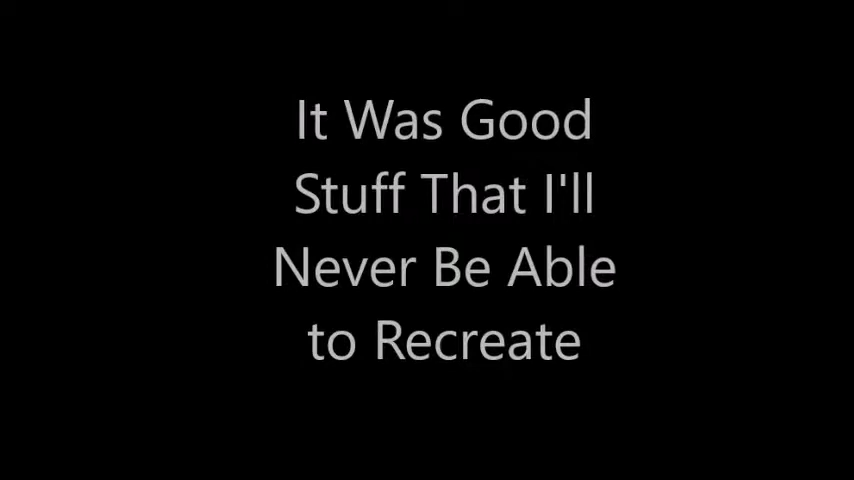 It Was Good
Stuff That I'll
Never Be Able
to Recreate